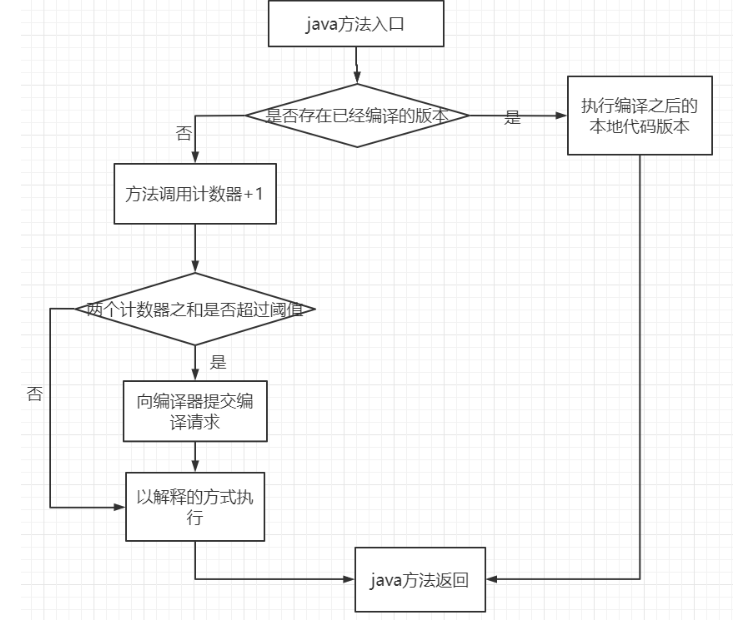 java方法入口
是否存在已经编译的版本
是
执行编译之后的
本地代码版本
否
方法调用计数器+1
两个计数器之和是否超过阈值
是
否
向编译器提交编
译请求
以解释的方式执
行
java方法返回